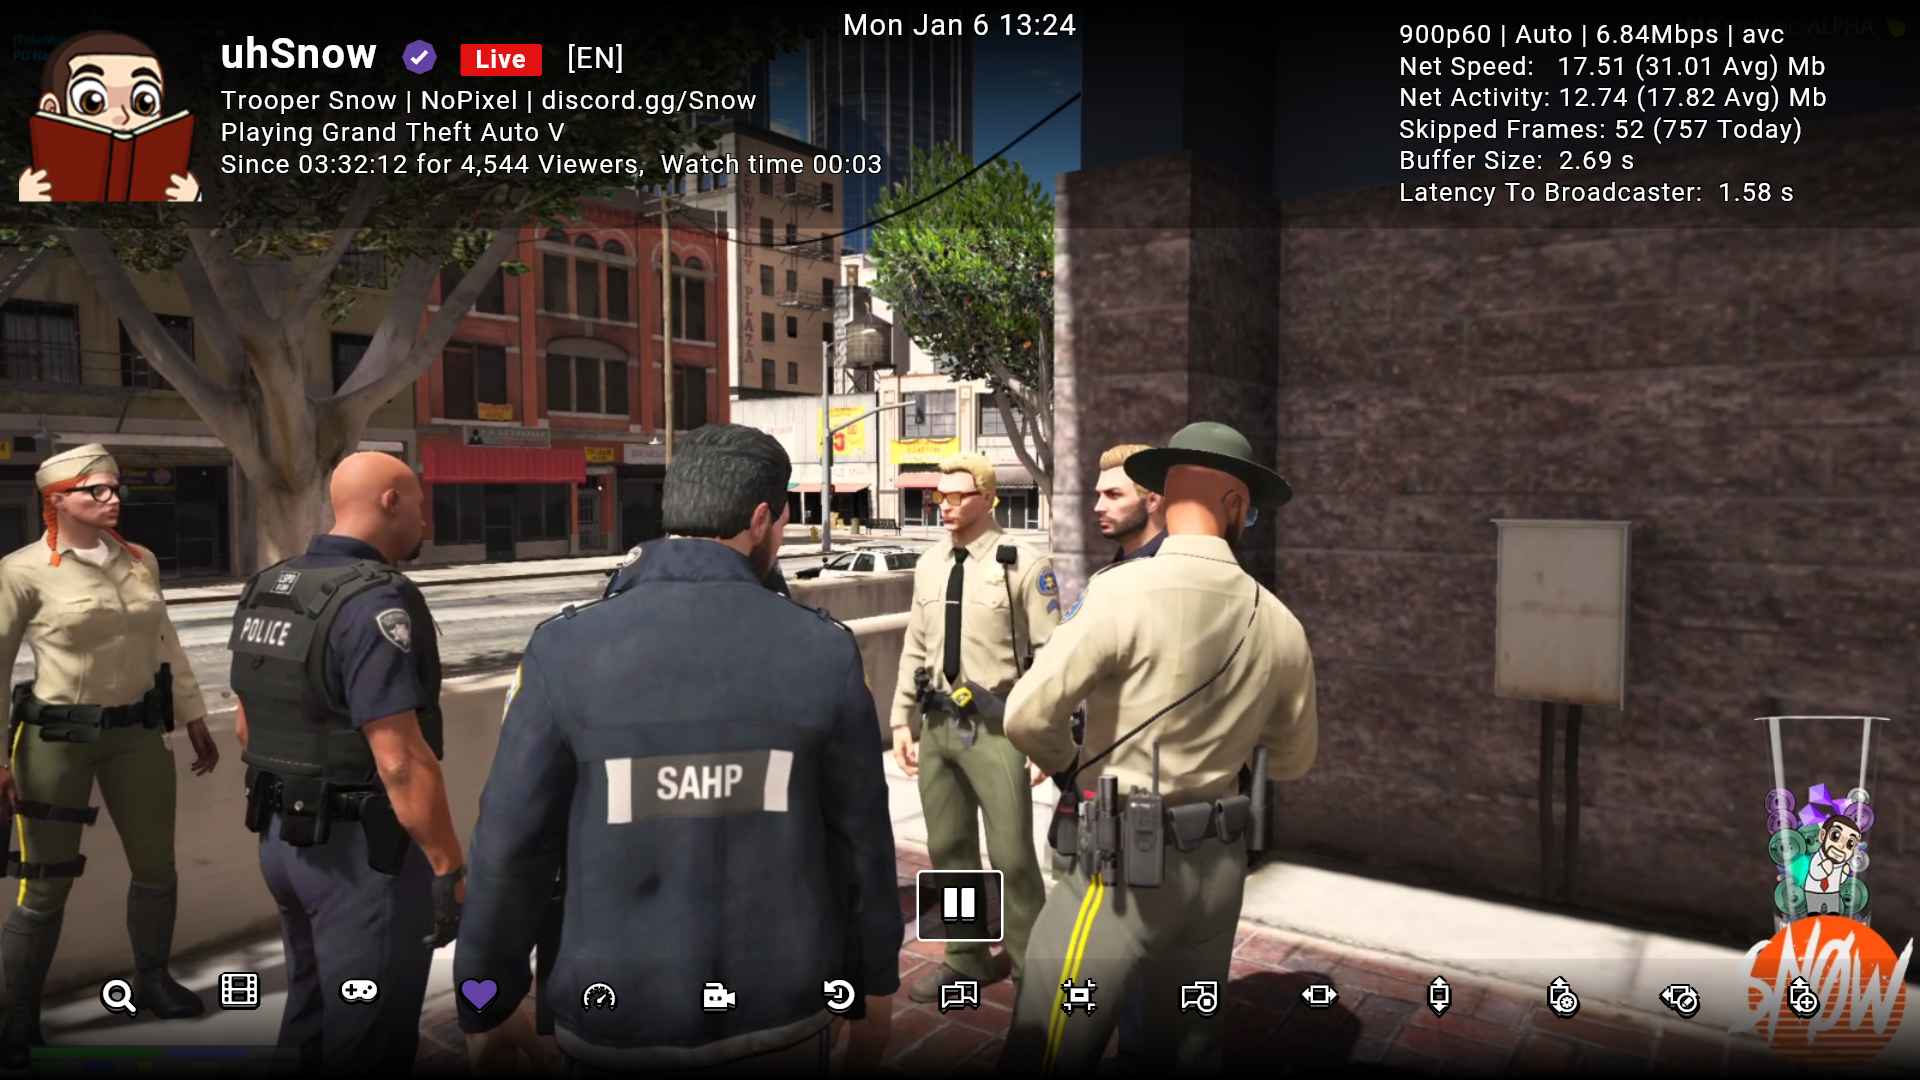 Mon Jan 6 13:24
uhSnow Live [EN]
Trooper Snow | NoPixel | discord.gg/Snow
Playing Grand Theft Auto V
Since 03:32:12 for 4,544 Viewers, Watch time 00:03
900p60 | Auto | 6.84Mbps | avc
Net Speed: 17.51 (31.01 Avg) Mb
Net Activity: 12.74 (17.82 Avg) Mb
Skipped Frames: 52 (757 Today)
Buffer Size: 2.69 s
Latency To Broadcaster: 1.58 s
ALPHA
JEWELRY PLAZA
LSPD
POLICE
SAHP
SNOW